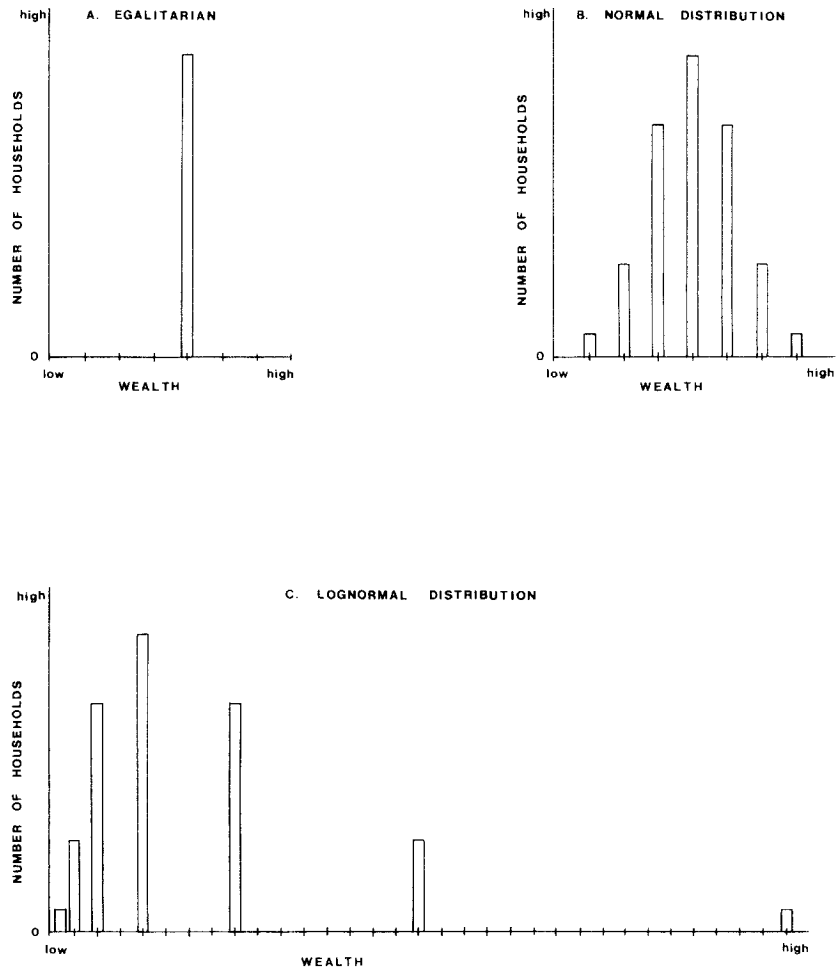 A. EGALITARIAN
high
NUMBER OF HOUSEHOLDS
0
low
high
WEALTH
B. NORMAL DISTRIBUTION
high
NUMBER OF HOUSEHOLDS
0
low
high
WEALTH
C. LOGNORMAL DISTRIBUTION
high
NUMBER OF HOUSEHOLDS
0
low
high
WEALTH